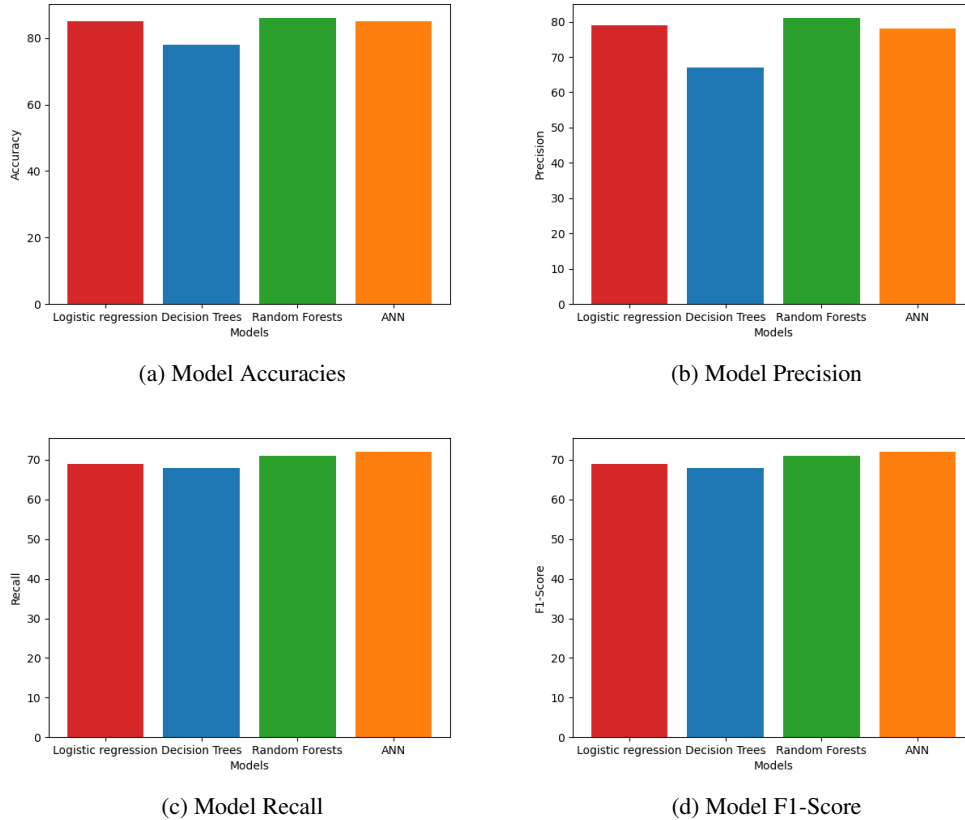 80
60
40
20
0
Accuracy
Logistic regression Decision Trees Random Forests ANN
Models
(a) Model Accuracies
80
70
60
50
40
30
20
10
0
Precision
Logistic regression Decision Trees Random Forests ANN
Models
(b) Model Precision
70
60
50
40
30
20
10
0
Recall
Logistic regression Decision Trees Random Forests ANN
Models
(c) Model Recall
70
60
50
40
30
20
10
0
F1-Score
Logistic regression Decision Trees Random Forests ANN
Models
(d) Model F1-Score